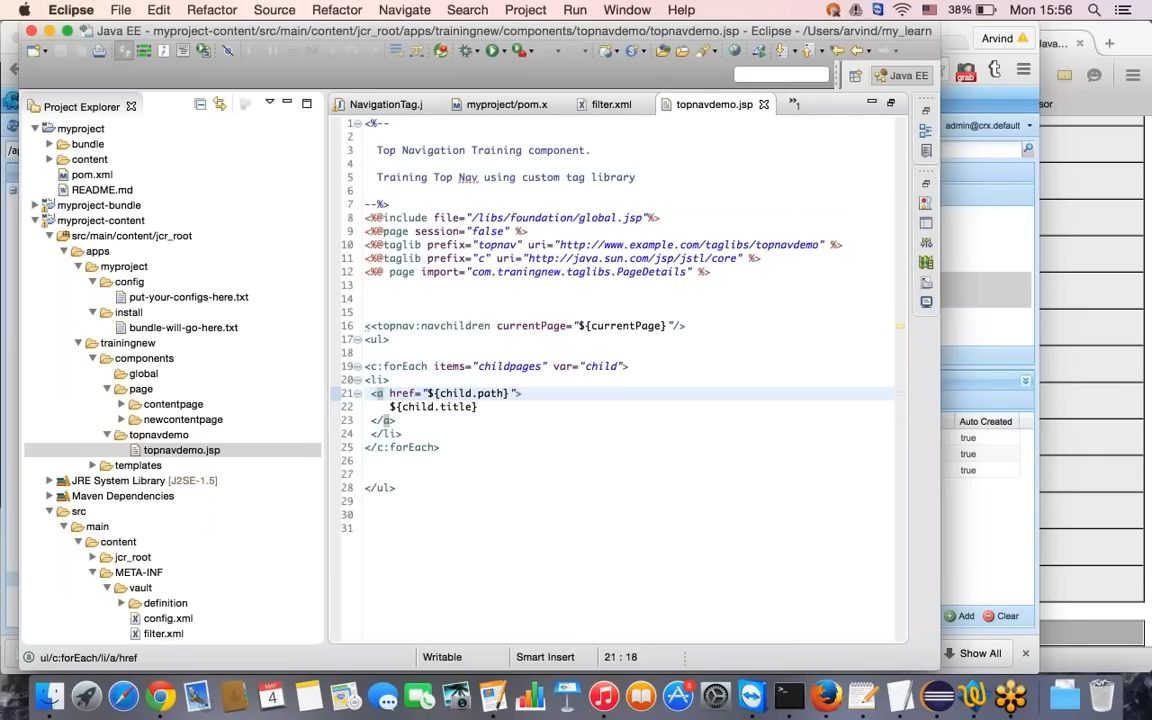 Eclipse File Edit Refactor Source Refactor Navigate Search Project Run Window Help 38% Mon 15:56
Java EE - myproject-content/src/main/content/jcr_root/apps/trainingnew/components/topnavdemo/topnavdemo.jsp - Eclipse - /Users/arvind/my_learn
Arvind
Java EE
grab
Project Explorer
NavigationTag.j myproject/pom.x filter.xml topnavdemo.jsp »1
admin@crx.default
myproject
bundle
content
pom.xml
README.md
myproject-bundle
myproject-content
src/main/content/jcr_root
apps
myproject
config
put-your-configs-here.txt
install
bundle-will-go-here.txt
trainingnew
components
global
page
contentpage
newcontentpage
topnavdemo
topnavdemo.jsp
templates
JRE System Library [J2SE-1.5]
Maven Dependencies
src
main
content
jcr_root
META-INF
vault
definition
config.xml
filter.xml
1 <%--
2
3 Top Navigation Training component.
4
5 Training Top Nav using custom tag library
6
7 --%>
8 <%@include file="/libs/foundation/global.jsp"%>
9 <%@page session="false" %>
10 <%@taglib prefix="topnav" uri="http://www.example.com/taglibs/topnavdemo" %>
11 <%@taglib prefix="c" uri="http://java.sun.com/jsp/jstl/core" %>
12 <%@ page import="com.traningnew.taglibs.PageDetails" %>
13
14
15
16 <<topnav:navchildren currentPage="${currentPage}"/>
17 <ul>
18
19 <c:forEach items="childpages" var="child">
20 <li>
21 <a href="${child.path}">
22 ${child.title}
23 </a>
24 </li>
25 </c:forEach>
26
27
28 </ul>
29
30
31
Auto Created
true
true
true
Add Clear
Show All
ul/c:forEach/li/a/href Writable Smart Insert 21 : 18